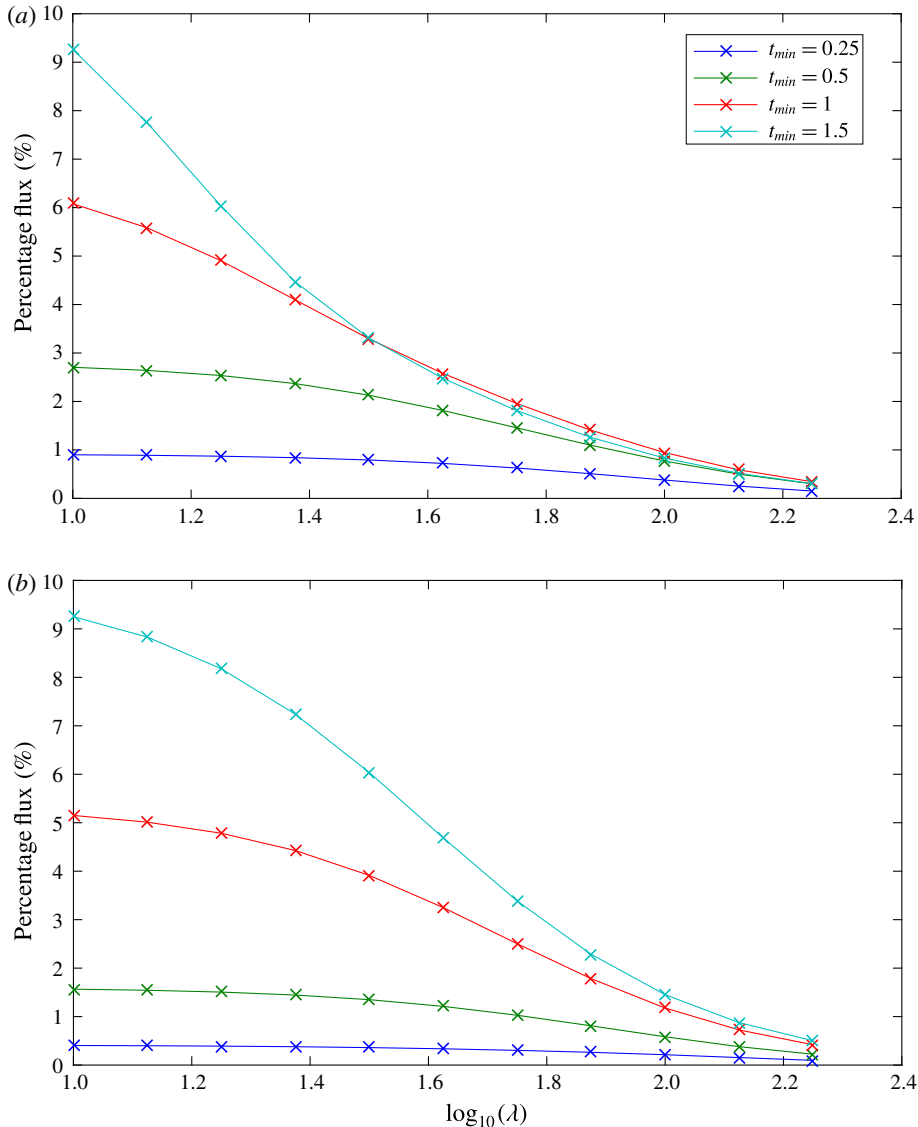 (a)
10
9
8
7
6
5
4
3
2
1
0
Percentage flux (%)
t_min = 0.25
t_min = 0.5
t_min = 1
t_min = 1.5
1.0 1.2 1.4 1.6 1.8 2.0 2.2 2.4
(b)
10
9
8
7
6
5
4
3
2
1
0
Percentage flux (%)
1.0 1.2 1.4 1.6 1.8 2.0 2.2 2.4
log₁₀(λ)